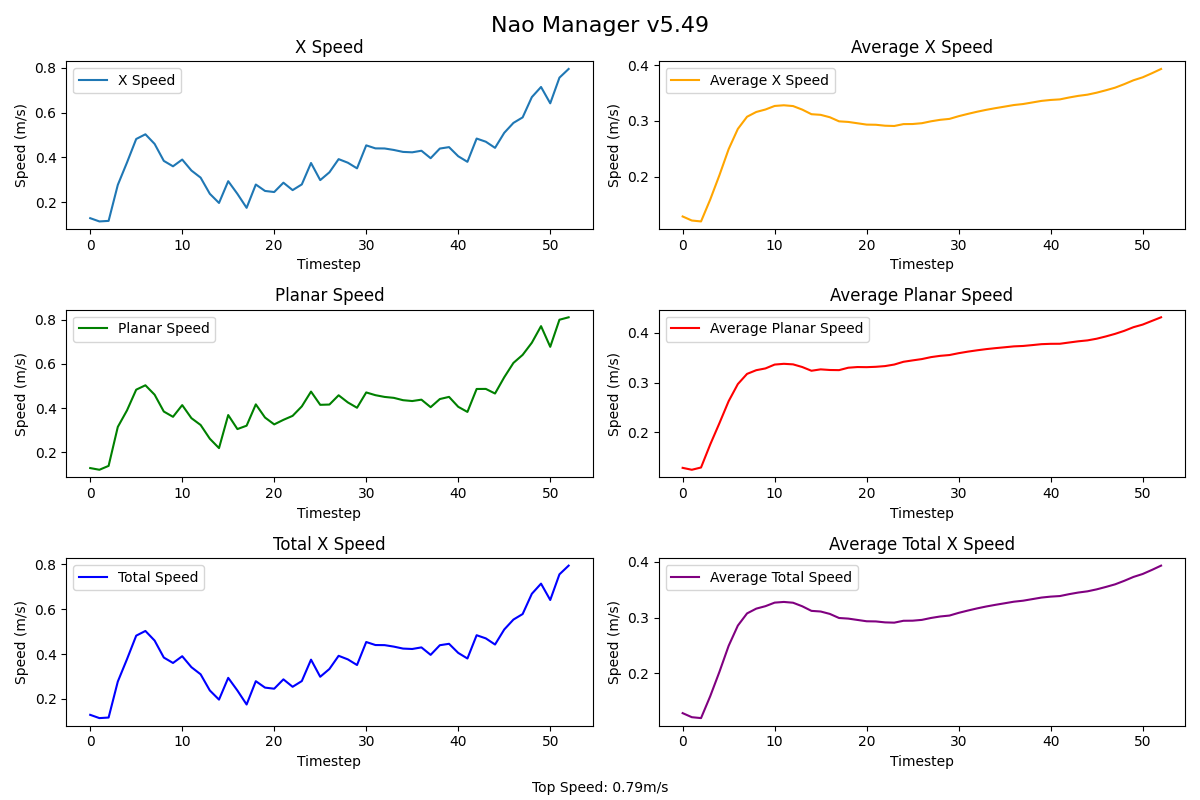 Nao Manager v5.49
X Speed
Speed (m/s)
0.8
0.6
0.4
0.2
X Speed
0 10 20 30 40 50
Timestep
Average X Speed
Speed (m/s)
0.4
0.3
0.2
Average X Speed
0 10 20 30 40 50
Timestep
Planar Speed
Speed (m/s)
0.8
0.6
0.4
0.2
Planar Speed
0 10 20 30 40 50
Timestep
Average Planar Speed
Speed (m/s)
0.4
0.3
0.2
Average Planar Speed
0 10 20 30 40 50
Timestep
Total X Speed
Speed (m/s)
0.8
0.6
0.4
0.2
Total Speed
0 10 20 30 40 50
Timestep
Average Total X Speed
Speed (m/s)
0.4
0.3
0.2
Average Total Speed
0 10 20 30 40 50
Timestep
Top Speed: 0.79m/s